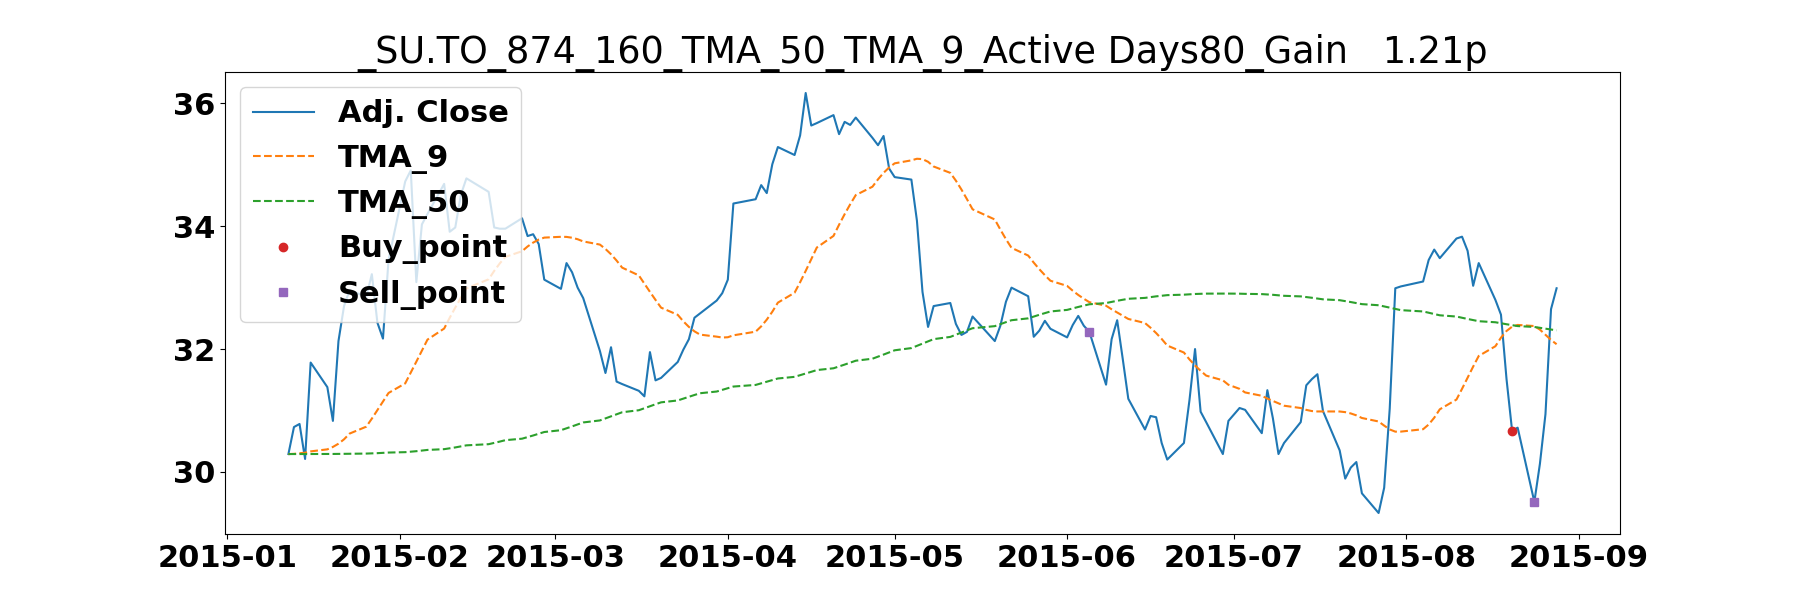 _SU.TO_874_160_TMA_50_TMA_9_Active Days80_Gain   1.21p
36
34
32
30
Adj. Close
TMA_9
TMA_50
Buy_point
Sell_point
2015-01 2015-02 2015-03 2015-04 2015-05 2015-06 2015-07 2015-08 2015-09